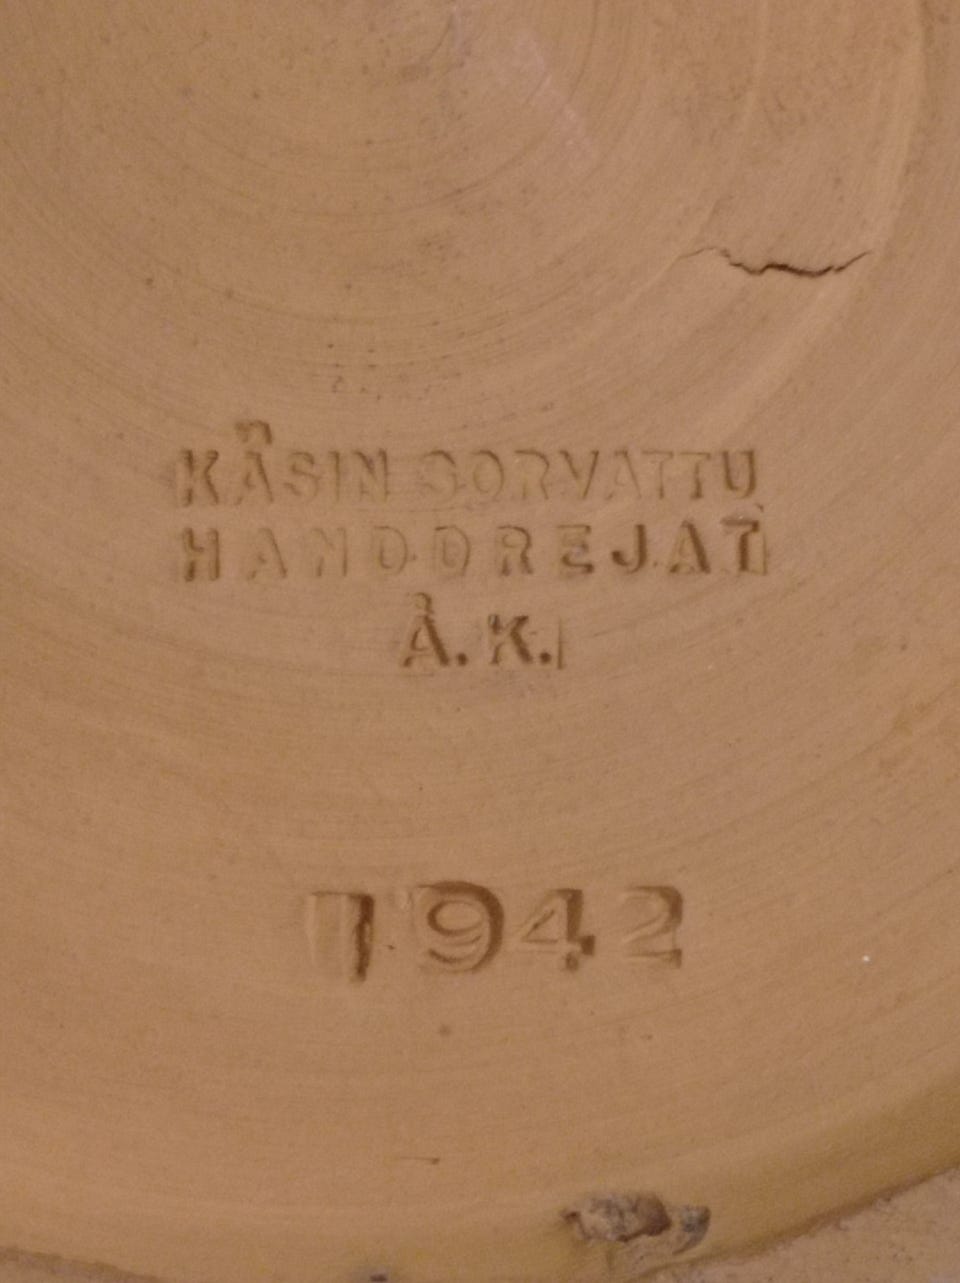 KÄSIN SORVATTU
HANDDREJAT
Å. K.
1942